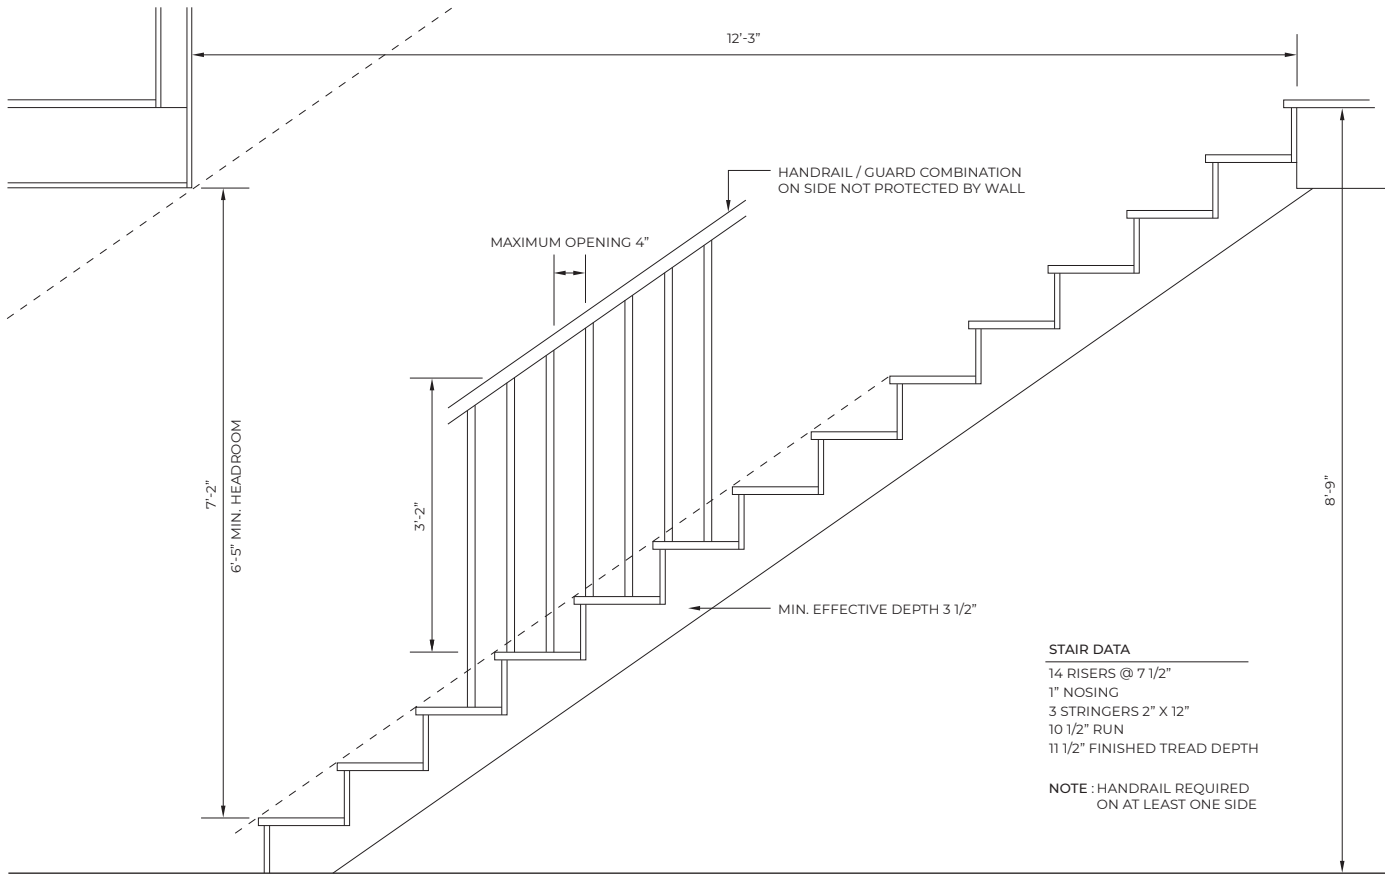 12’-3”
HANDRAIL / GUARD COMBINATION
ON SIDE NOT PROTECTED BY WALL
MAXIMUM OPENING 4”
7’-2”
6’-5” MIN. HEADROOM
3’-2”
8’-9”
MIN. EFFECTIVE DEPTH 3 1/2”
STAIR DATA
14 RISERS @ 7 1/2”
1” NOSING
3 STRINGERS 2” X 12”
10 1/2” RUN
11 1/2” FINISHED TREAD DEPTH
NOTE : HANDRAIL REQUIRED
ON AT LEAST ONE SIDE